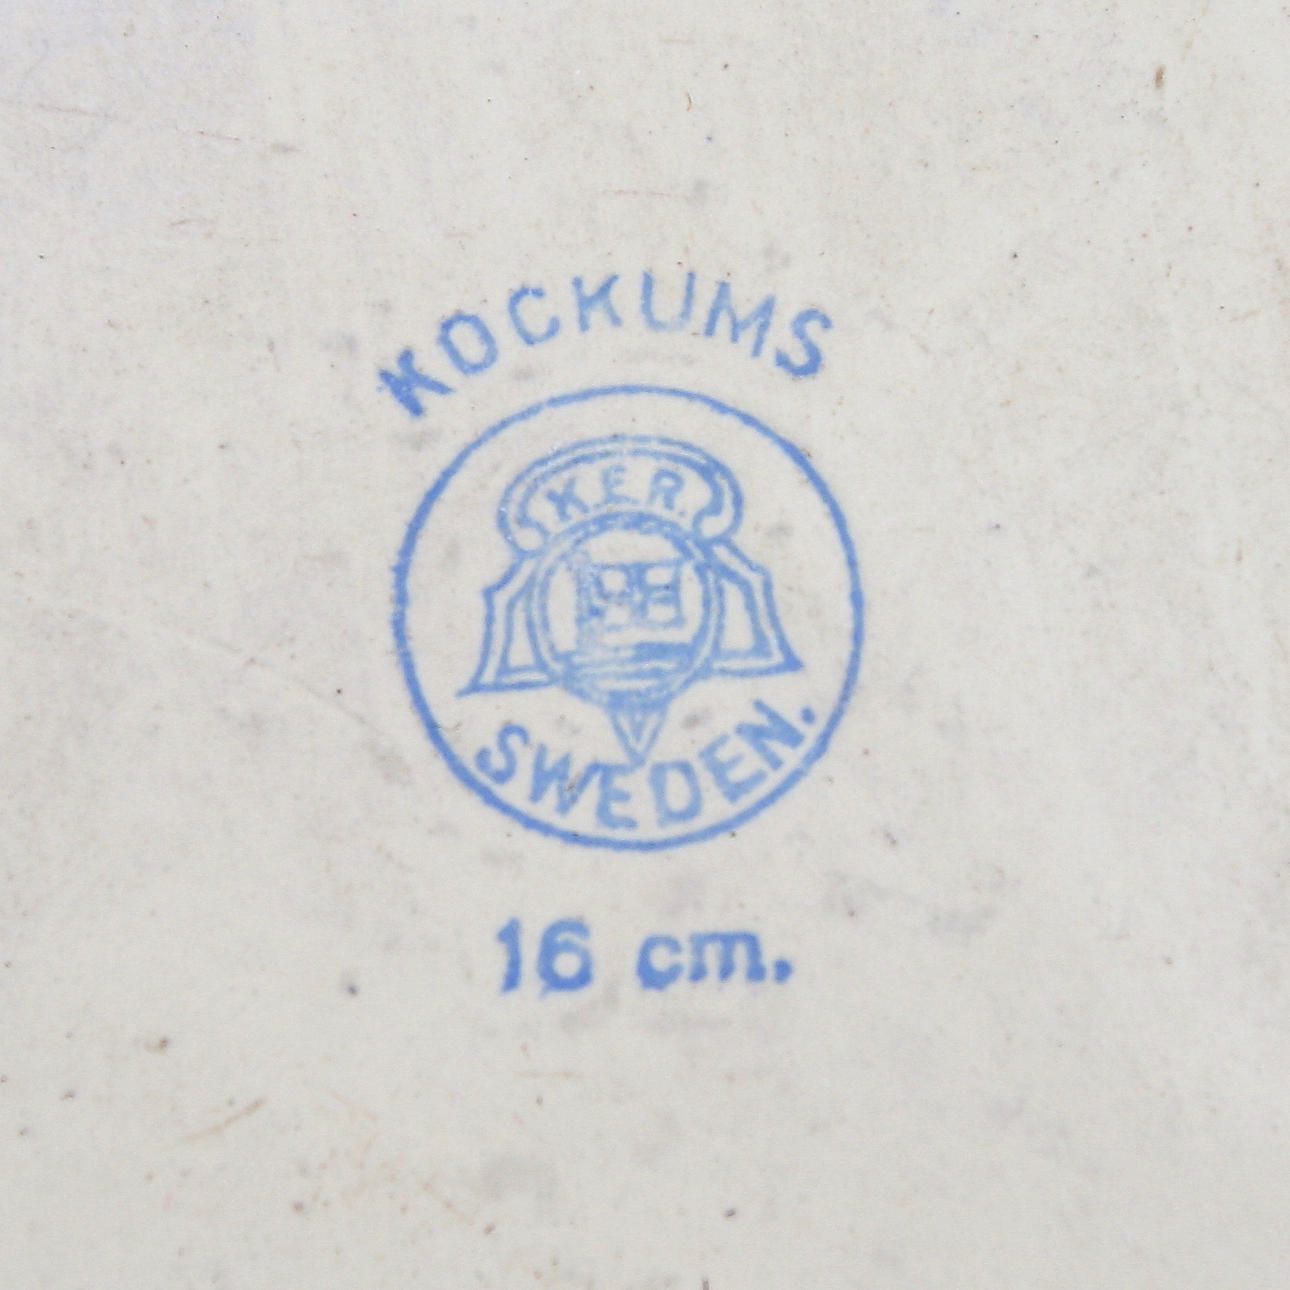 KOCKUMS
K.E.R.
SWEDEN.
16 cm.